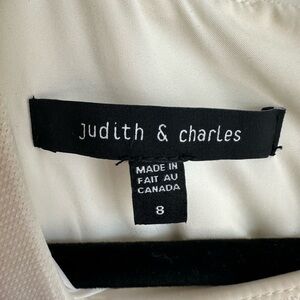 judith & charles
MADE IN
FAIT AU
CANADA
8